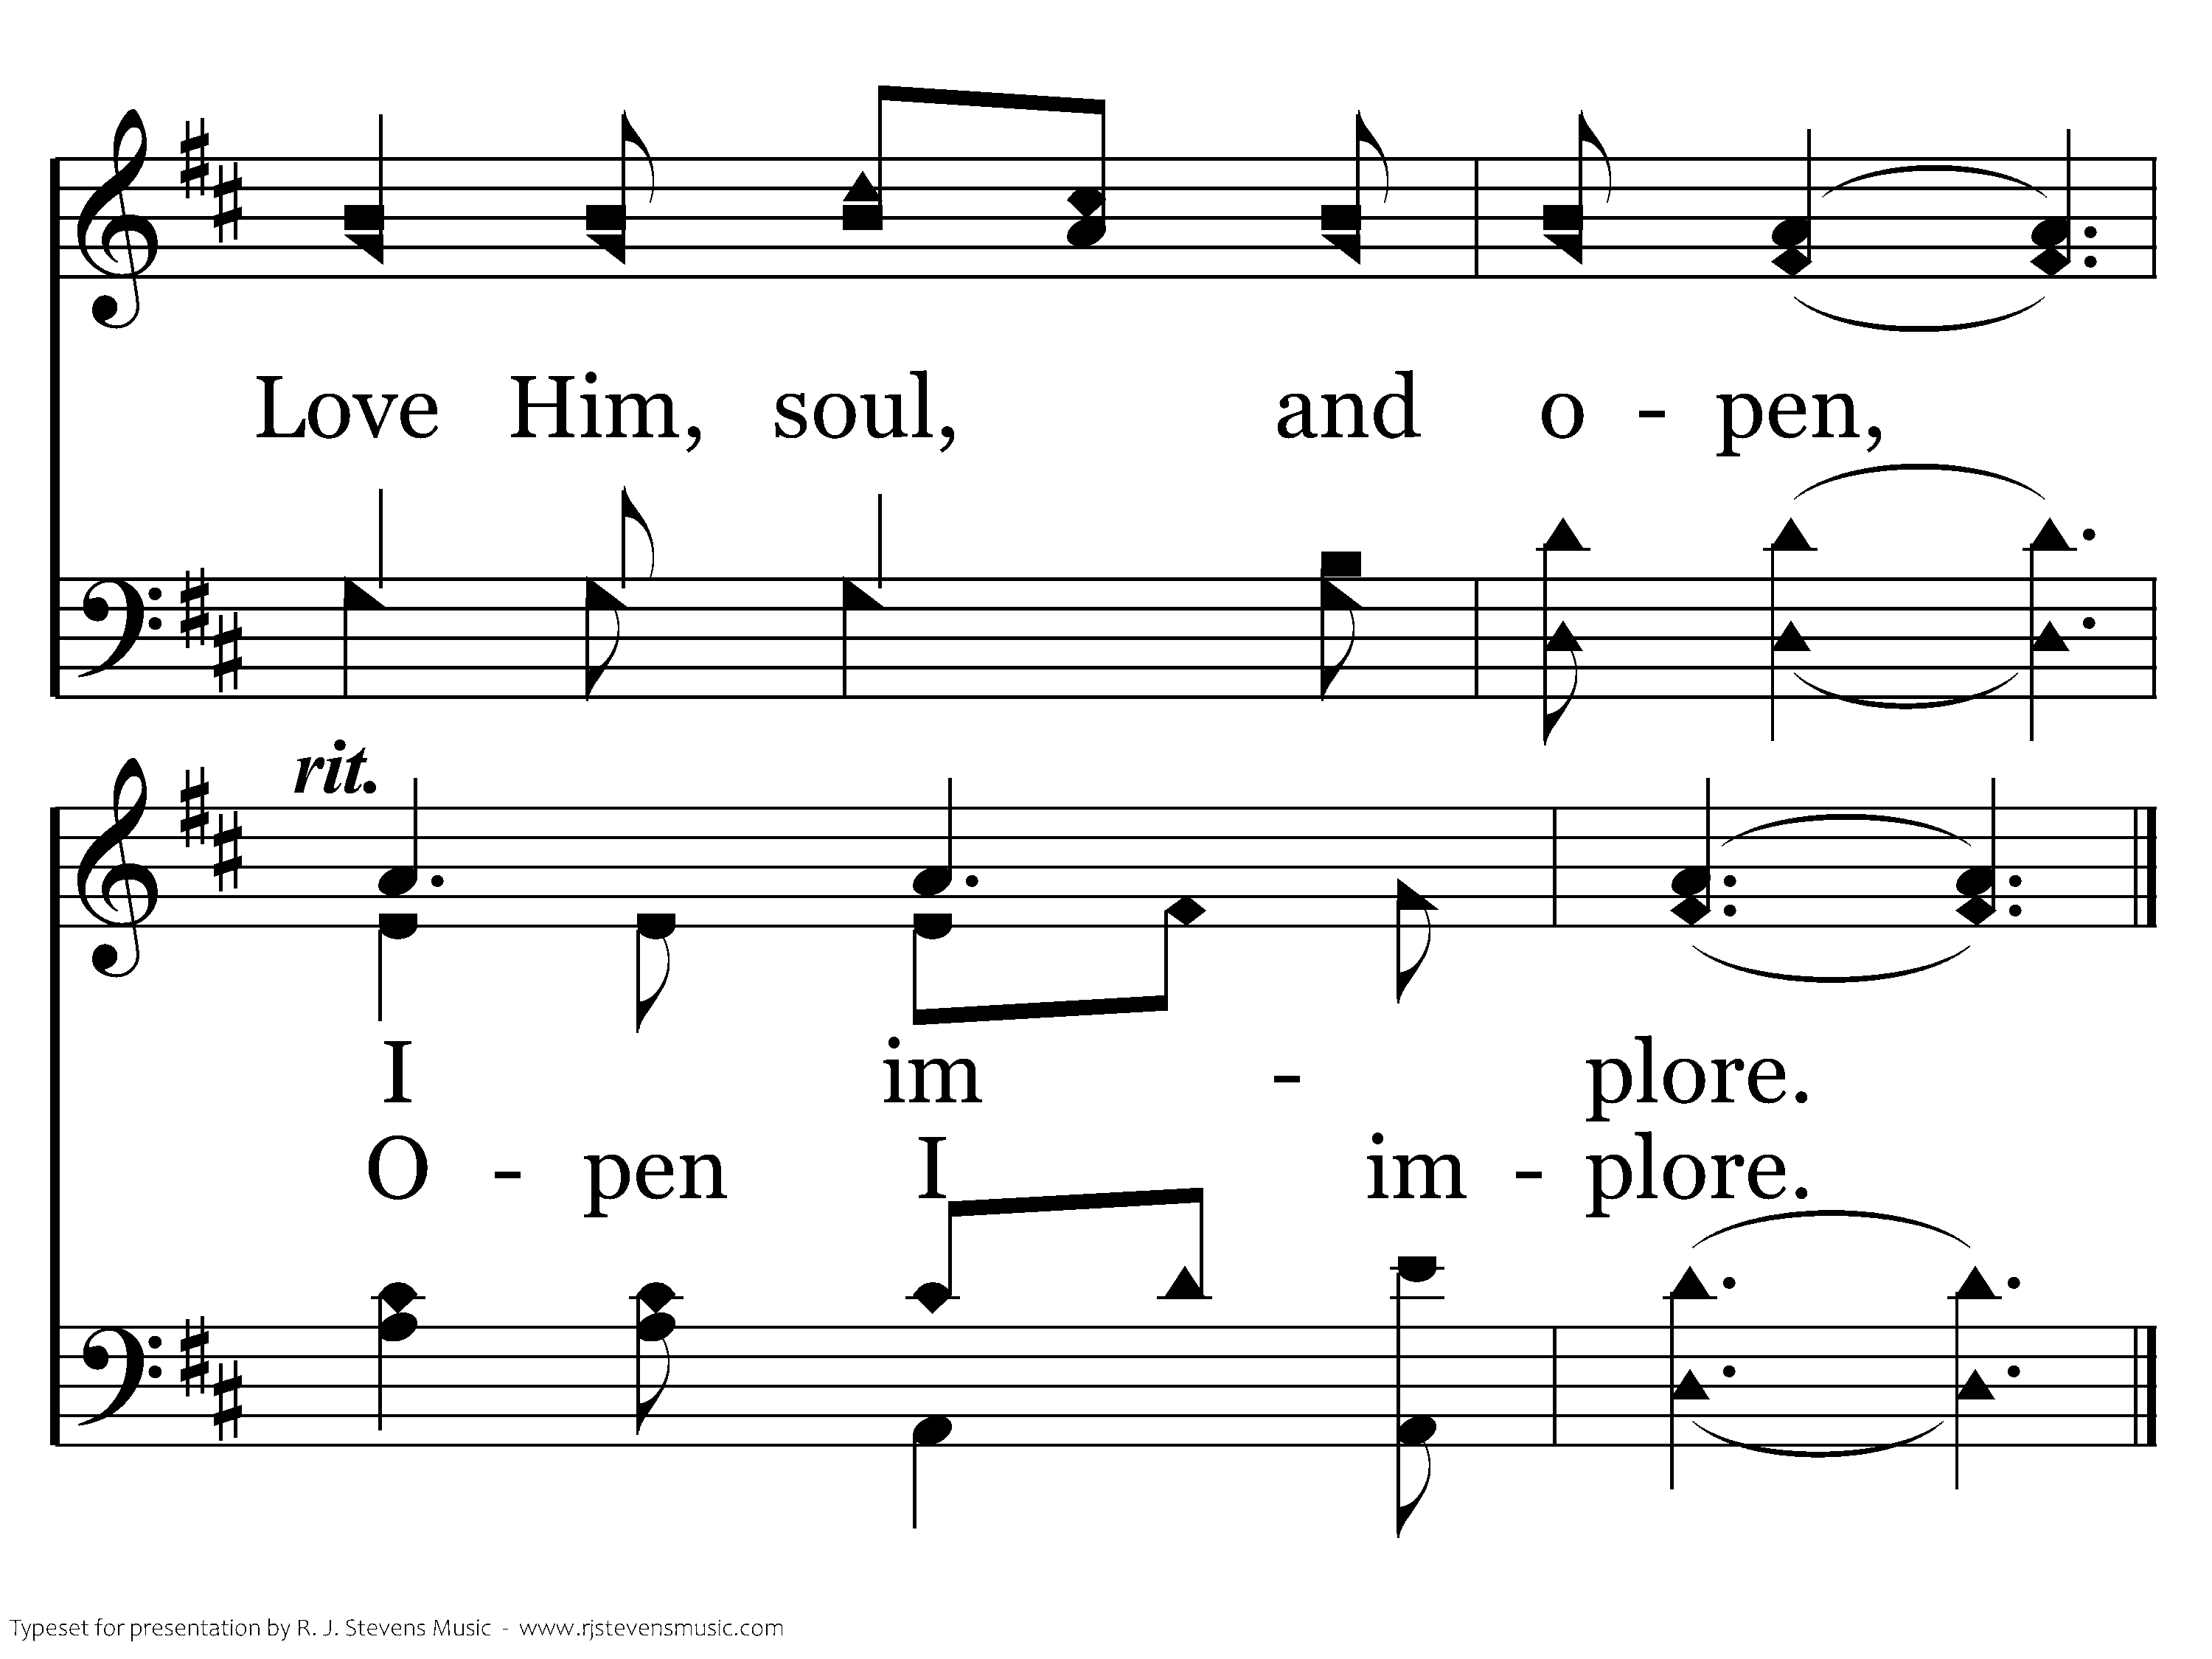 Love Him, soul, and o - pen,
rit.
I im - plore.
O - pen I im - plore.
Typeset for presentation by R. J. Stevens Music - www.rjstevensmusic.com